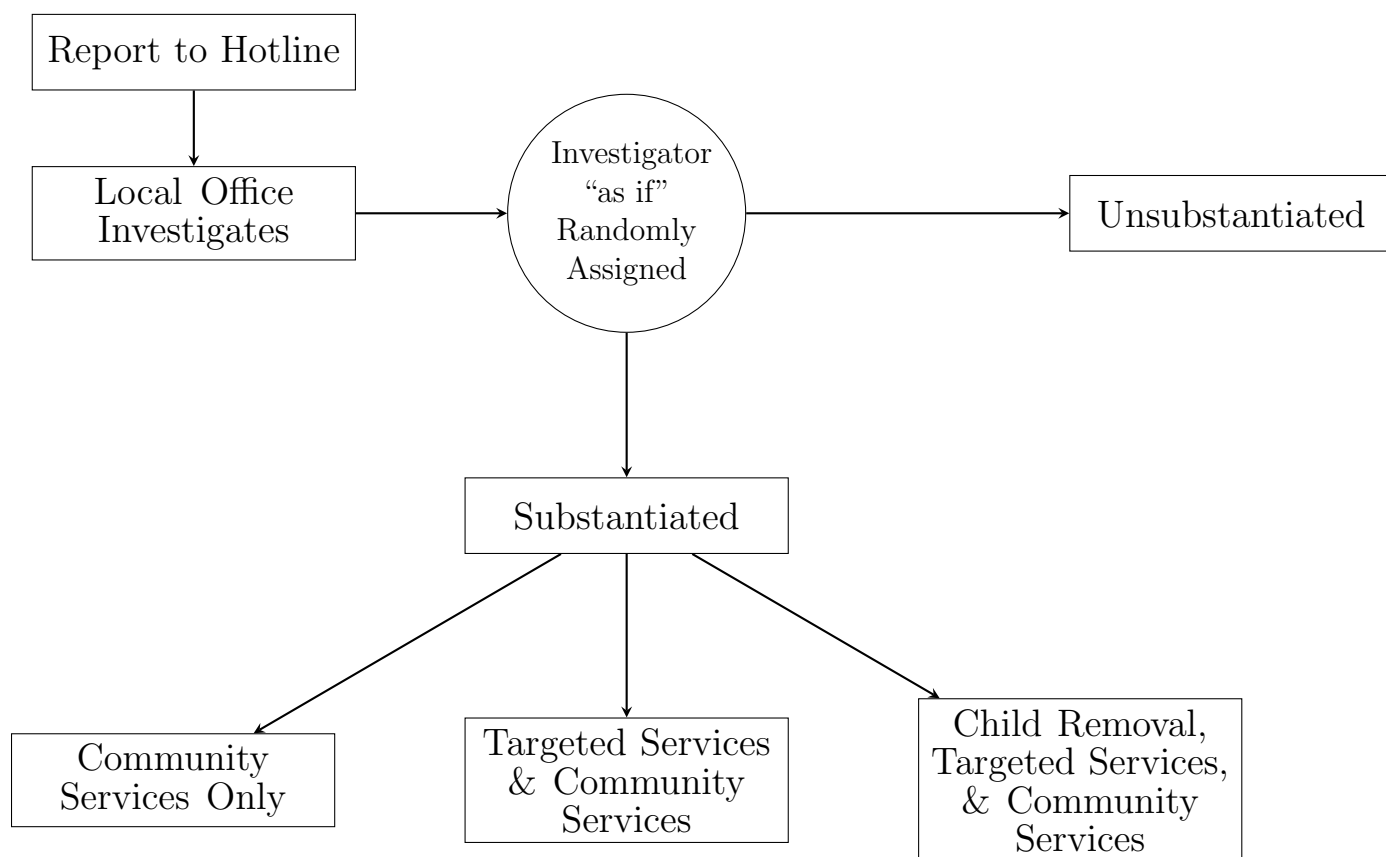 Report to Hotline
Local Office
Investigates
Investigator
“as if”
Randomly
Assigned
Unsubstantiated
Substantiated
Community
Services Only
Targeted Services
& Community
Services
Child Removal,
Targeted Services,
& Community
Services